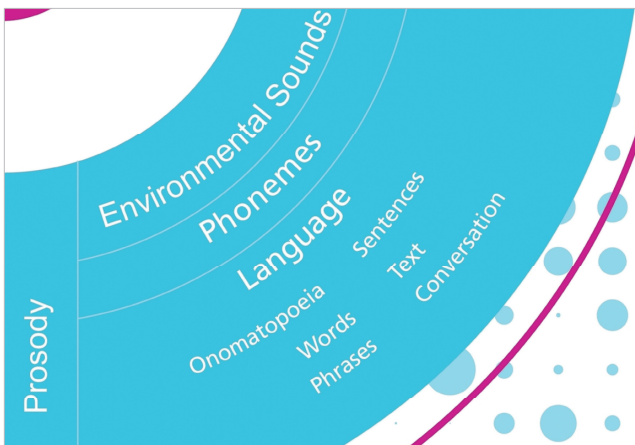 Environmental Sounds
Phonemes
Language
Onomatopoeia
Words
Phrases
Sentences
Text
Conversation
Prosody